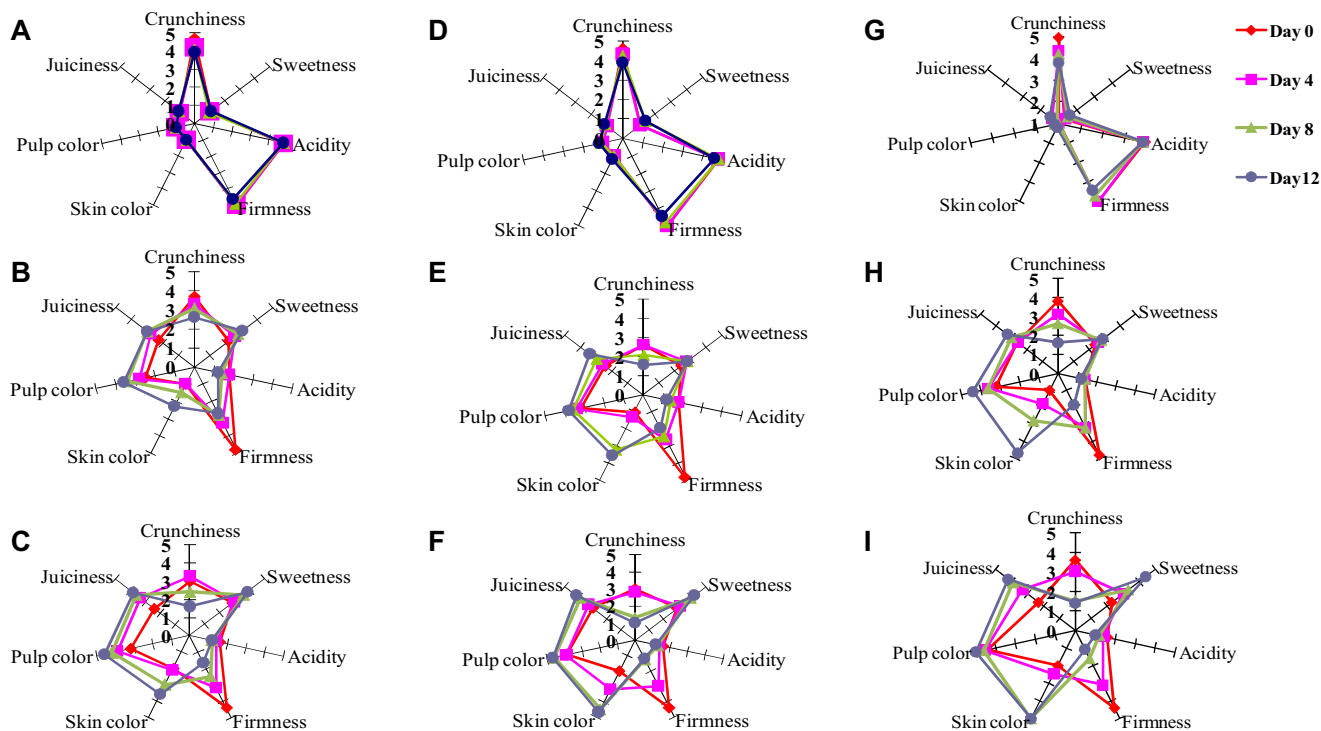 A
Crunchiness
5
4
3
2
1
0
Juiciness
Sweetness
Pulp color
Acidity
Skin color
Firmness
D
Crunchiness
5
4
3
2
1
0
Juiciness
Sweetness
Pulp color
Acidity
Skin color
Firmness
G
Crunchiness
5
4
3
2
1
Juiciness
Sweetness
Pulp color
Acidity
Skin color
Firmness
Day 0
Day 4
Day 8
Day12
B
Crunchiness
5
4
3
2
1
0
Juiciness
Sweetness
Pulp color
Acidity
Skin color
Firmness
E
Crunchiness
5
4
3
2
1
0
Juiciness
Sweetness
Pulp color
Acidity
Skin color
Firmness
H
Crunchiness
5
4
3
2
1
0
Juiciness
Sweetness
Pulp color
Acidity
Skin color
Firmness
C
Crunchiness
5
4
3
2
1
0
Juiciness
Sweetness
Pulp color
Acidity
Skin color
Firmness
F
Crunchiness
5
4
3
2
1
0
Juiciness
Sweetness
Pulp color
Acidity
Skin color
Firmness
I
Crunchiness
5
4
3
2
1
0
Juiciness
Sweetness
Pulp color
Acidity
Skin color
Firmness